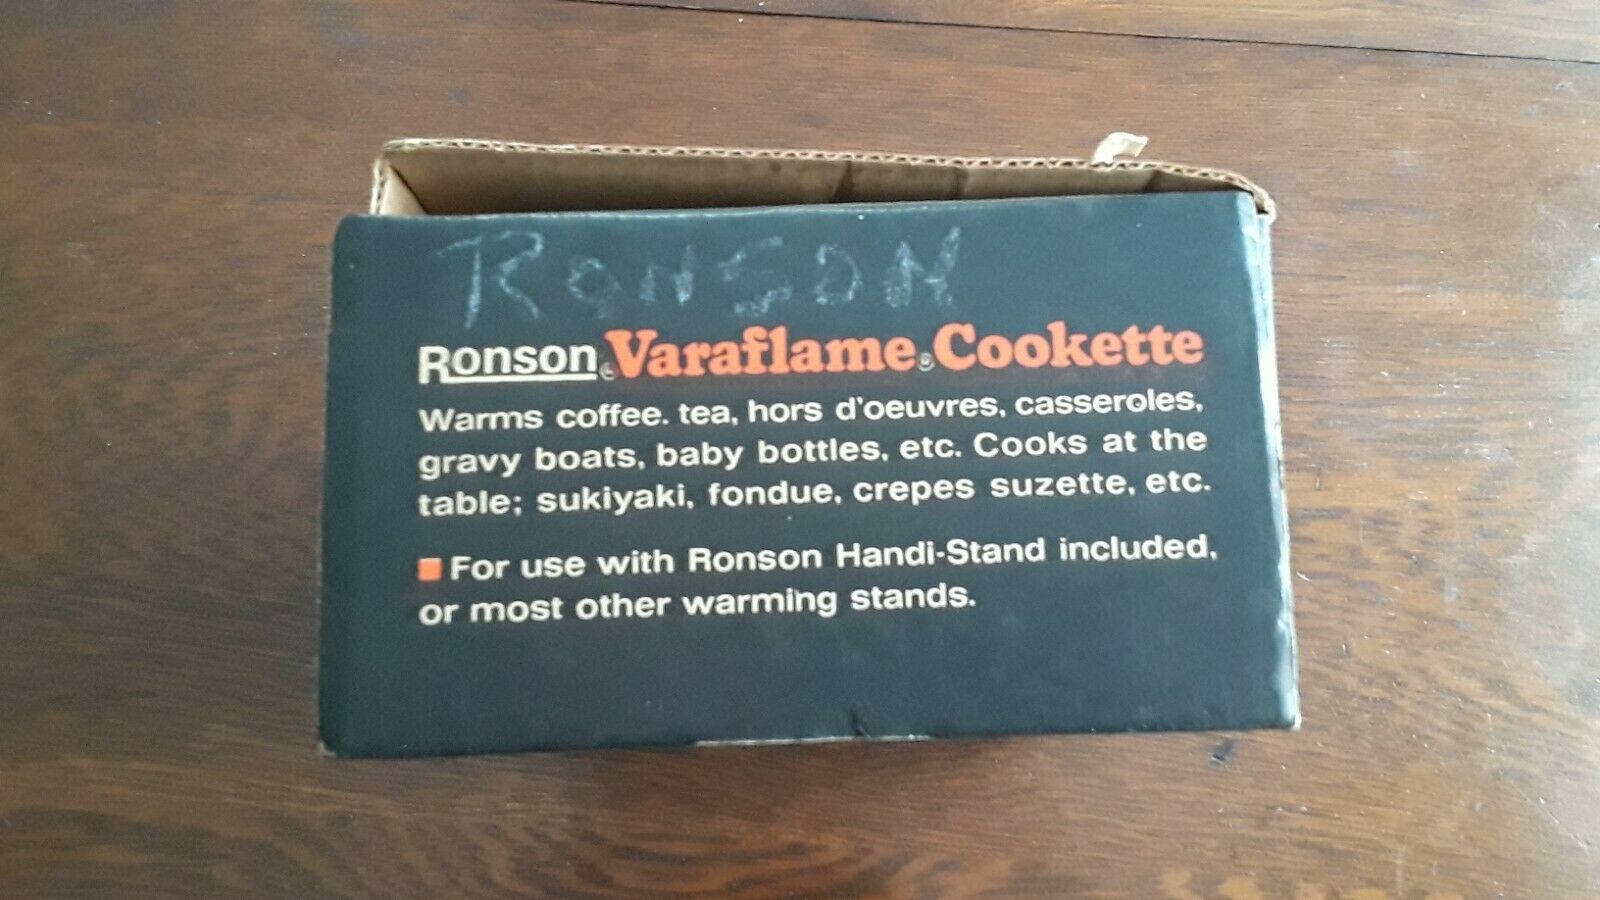 RONSON
Ronson® Varaflame® Cookette
Warms coffee. tea, hors d'oeuvres, casseroles,
gravy boats, baby bottles, etc. Cooks at the
table; sukiyaki, fondue, crepes suzette, etc.
■ For use with Ronson Handi-Stand included,
or most other warming stands.